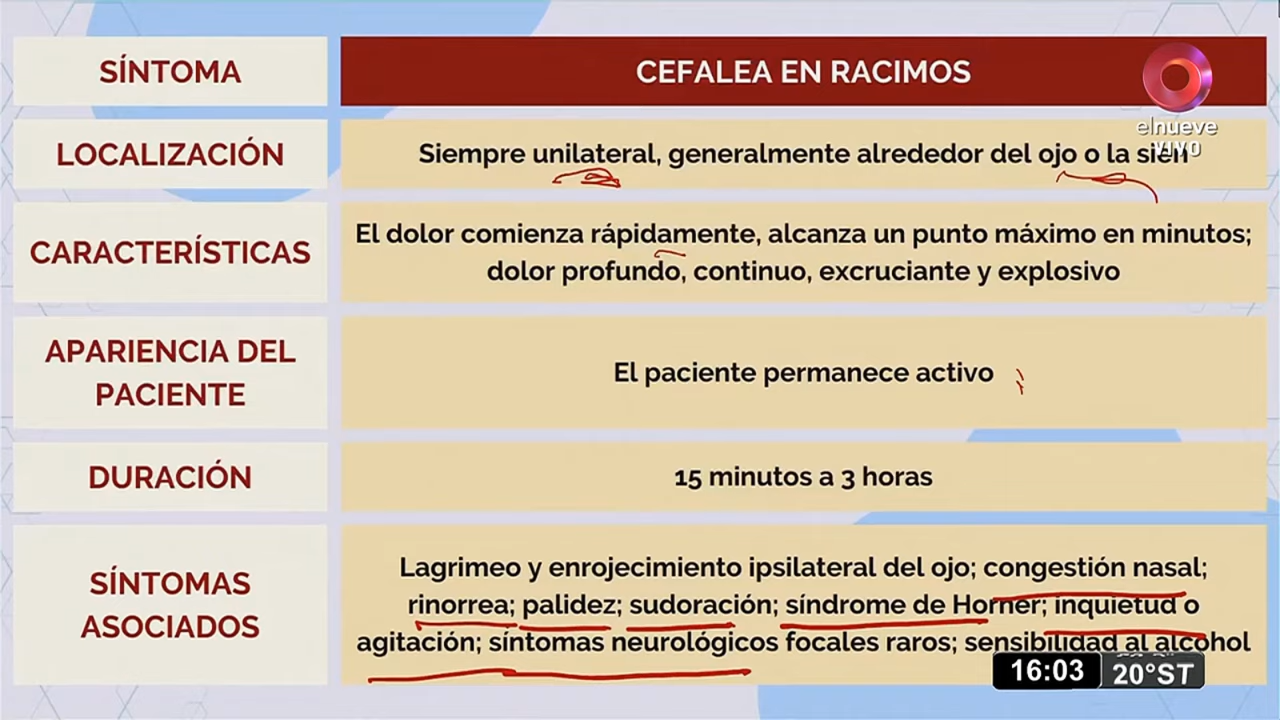 SÍNTOMA
CEFALEA EN RACIMOS
elnueve
VIVO
LOCALIZACIÓN
Siempre unilateral, generalmente alrededor del ojo o la sien
CARACTERÍSTICAS
El dolor comienza rápidamente, alcanza un punto máximo en minutos;
dolor profundo, continuo, excruciante y explosivo
APARIENCIA DEL
PACIENTE
El paciente permanece activo
DURACIÓN
15 minutos a 3 horas
SÍNTOMAS
ASOCIADOS
Lagrimeo y enrojecimiento ipsilateral del ojo; congestión nasal;
rinorrea; palidez; sudoración; síndrome de Horner; inquietud o
agitación; síntomas neurológicos focales raros; sensibilidad al alcohol
16:03
20°ST